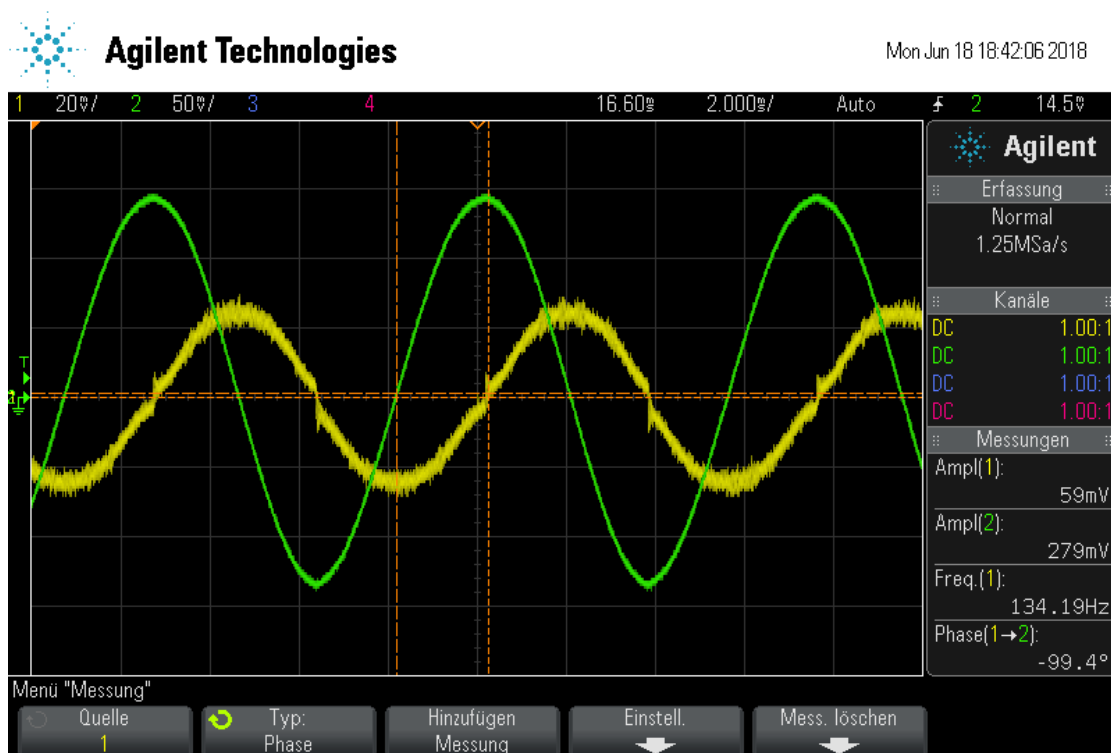 Agilent Technologies
Mon Jun 18 18:42:06 2018
1 20mV/ 2 50mV/ 3 4 16.60ms 2.000ms/ Auto 2 14.5mV
Agilent
Erfassung
Normal
1.25MSa/s
Kanäle
DC 1.00:1
DC 1.00:1
DC 1.00:1
DC 1.00:1
T
Messungen
Ampl(1):
59mV
Ampl(2):
279mV
Freq.(1):
134.19Hz
Phase(1→2):
-99.4°
Menü "Messung"
Quelle
1
Typ:
Phase
Hinzufügen
Messung
Einstell.
Mess. löschen